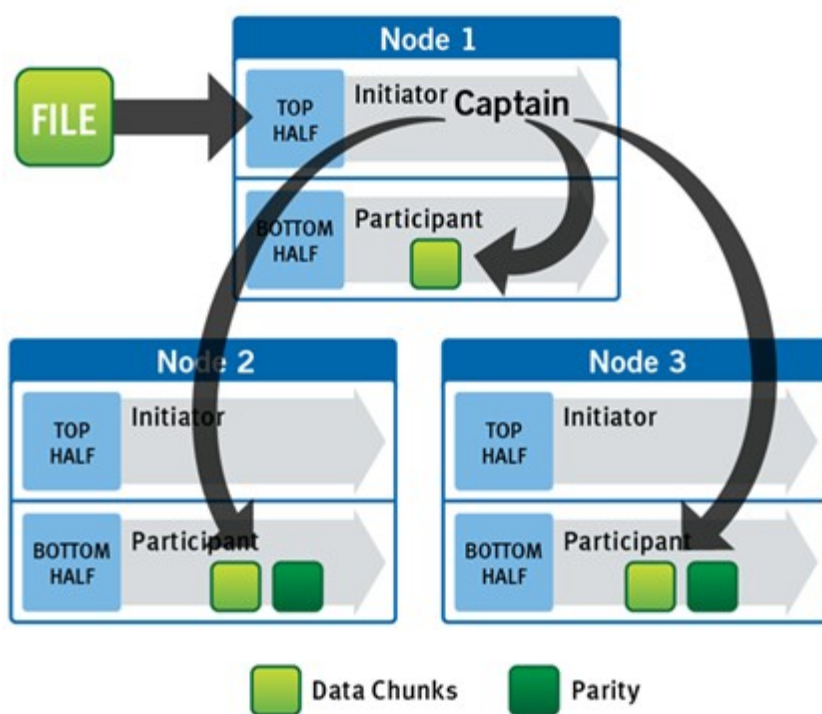 Node 1
FILE
TOP
HALF
Initiator
Captain
BOTTOM
HALF
Participant
Node 2
TOP
HALF
Initiator
BOTTOM
HALF
Participant
Node 3
TOP
HALF
Initiator
BOTTOM
HALF
Participant
Data Chunks
Parity